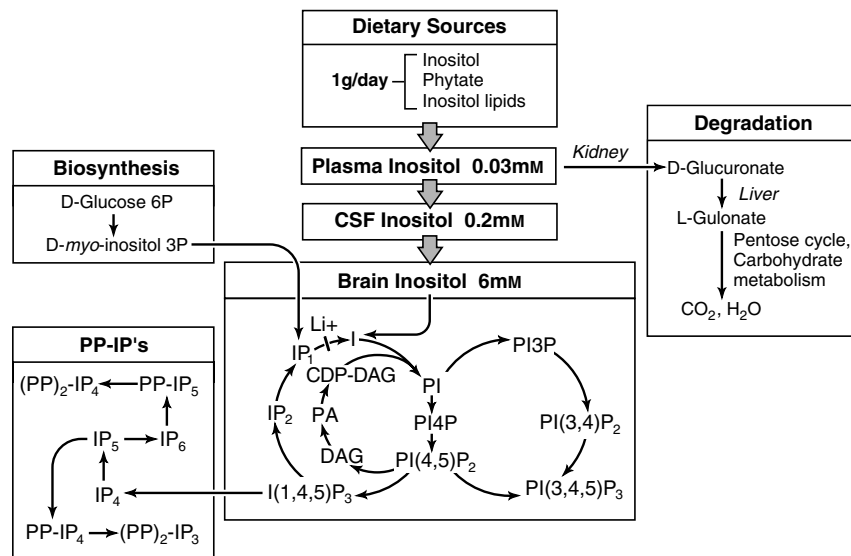 Dietary Sources
1g/day
Inositol
Phytate
Inositol lipids
Plasma Inositol 0.03mM
Kidney
CSF Inositol 0.2mM
Brain Inositol 6mM
Degradation
D-Glucuronate
Liver
L-Gulonate
Pentose cycle,
Carbohydrate
metabolism
CO₂, H₂O
Biosynthesis
D-Glucose 6P
D-myo-inositol 3P
Li+
IP₁
I
CDP-DAG
PI
PI3P
IP₂
PA
PI4P
PI(3,4)P₂
DAG
PI(4,5)P₂
I(1,4,5)P₃
PI(3,4,5)P₃
PP-IP's
(PP)₂-IP₄
PP-IP₅
IP₅
IP₆
IP₄
PP-IP₄
(PP)₂-IP₃